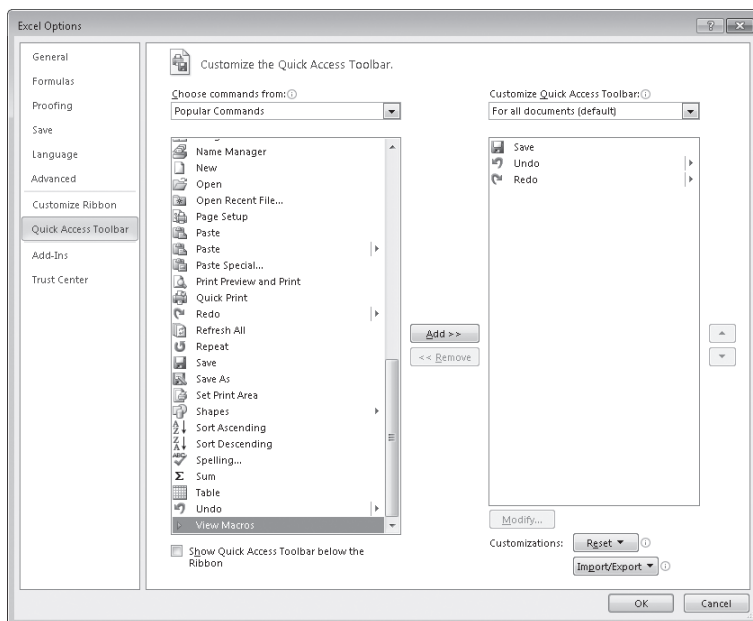 Excel Options
General
Formulas
Proofing
Save
Language
Advanced
Customize Ribbon
Quick Access Toolbar
Add-Ins
Trust Center
Customize the Quick Access Toolbar.
Choose commands from:
Popular Commands
Name Manager
New
Open
Open Recent File...
Page Setup
Paste
Paste
Paste Special...
Print Preview and Print
Quick Print
Redo
Refresh All
Repeat
Save
Save As
Set Print Area
Shapes
Sort Ascending
Sort Descending
Spelling...
Sum
Table
Undo
View Macros
Show Quick Access Toolbar below the
Ribbon
Add >>
<< Remove
Customize Quick Access Toolbar:
For all documents (default)
Save
Undo
Redo
Modify...
Customizations: Reset
Import/Export
OK Cancel